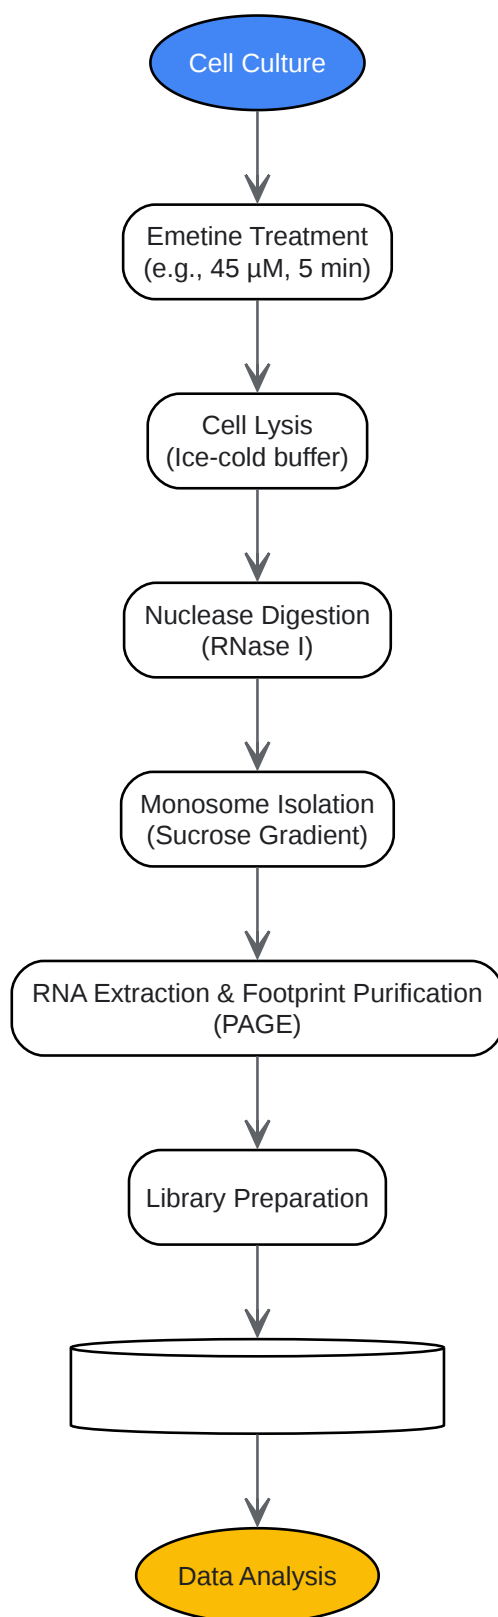 Cell Culture
Emetine Treatment
(e.g., 45 µM, 5 min)
Cell Lysis
(Ice-cold buffer)
Nuclease Digestion
(RNase I)
Monosome Isolation
(Sucrose Gradient)
RNA Extraction & Footprint Purification
(PAGE)
Library Preparation
Data Analysis